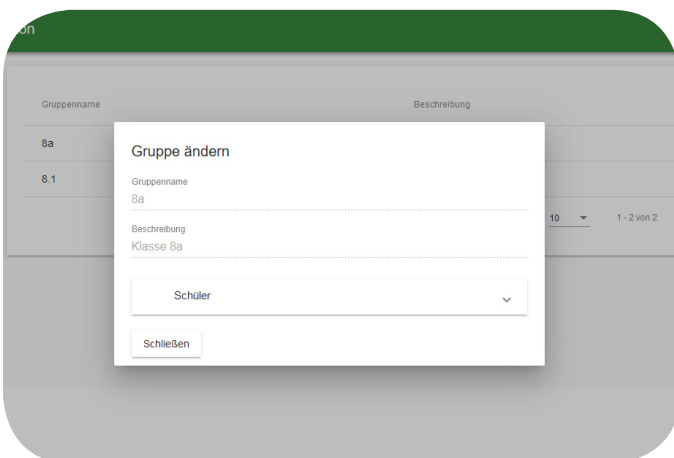 on
Gruppenname Beschreibung
8a
8.1
10 1 - 2 von 2
Gruppe ändern
Gruppenname
8a
Beschreibung
Klasse 8a
Schüler
Schließen